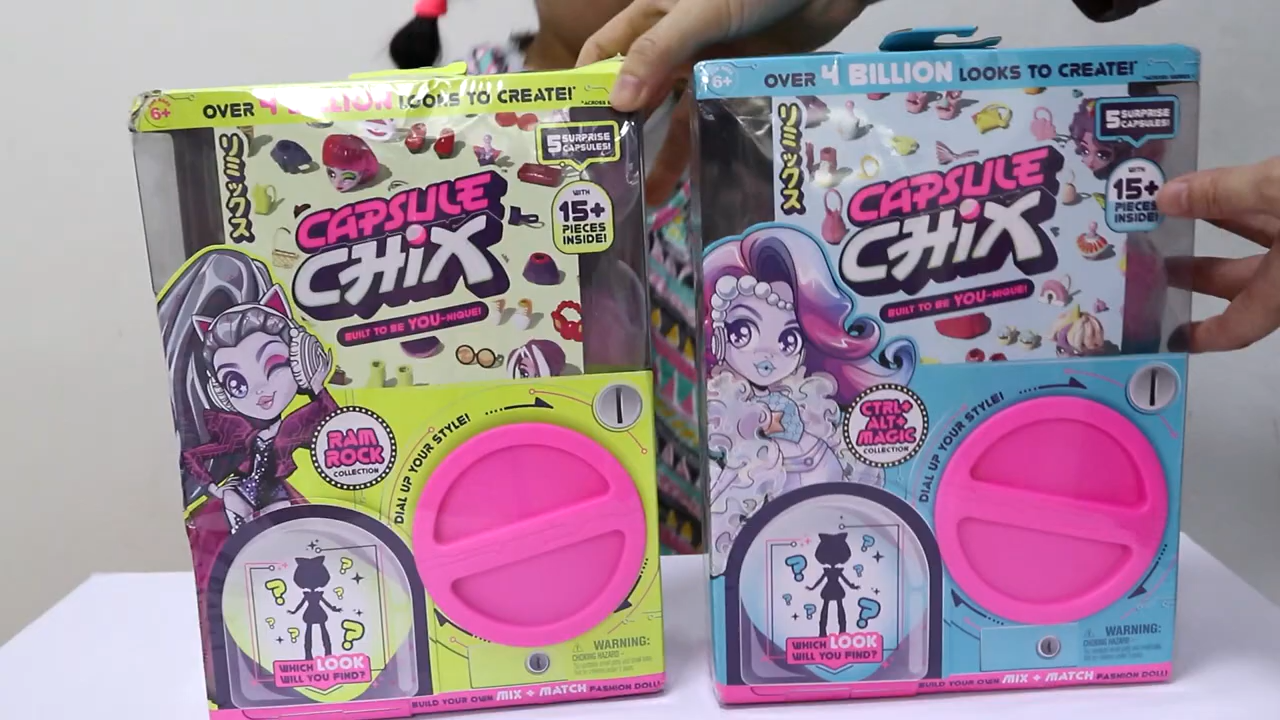 6+
OVER 4 BILLION LOOKS TO CREATE!*
*ACROSS
リミックス
5 SURPRISE CAPSULES!
WITH
15+
PIECES
INSIDE!
CAPSULE
CHiX
BUILT TO BE YOU-NIQUE!
RAM
ROCK
COLLECTION
DIAL UP YOUR STYLE!
? ? ? ? ? ?
WHICH LOOK
WILL YOU FIND?
WARNING:
CHOKING HAZARD -
BUILD YOUR OWN MIX + MATCH FASHION DOLL!
6+
OVER 4 BILLION LOOKS TO CREATE!*
リミックス
5 SURPRISE
CAPSULES!
WITH
15+
PIECES
INSIDE!
CAPSULE
CHiX
BUILT TO BE YOU-NIQUE!
CTRL+
ALT+
MAGIC
COLLECTION
DIAL UP YOUR STYLE!
? ? ? ? ? ?
WHICH LOOK
WILL YOU FIND?
WARNING:
CHOKING HAZARD -
BUILD YOUR OWN MIX + MATCH FASHION DOLL!